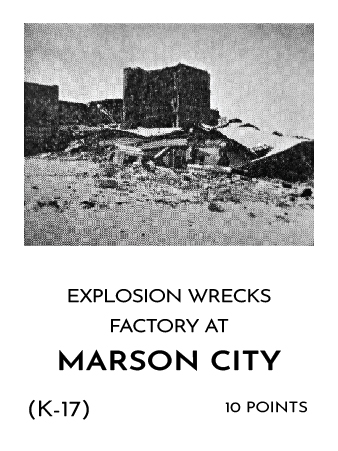 EXPLOSION WRECKS
FACTORY AT
MARSON CITY
(K-17) 10 POINTS